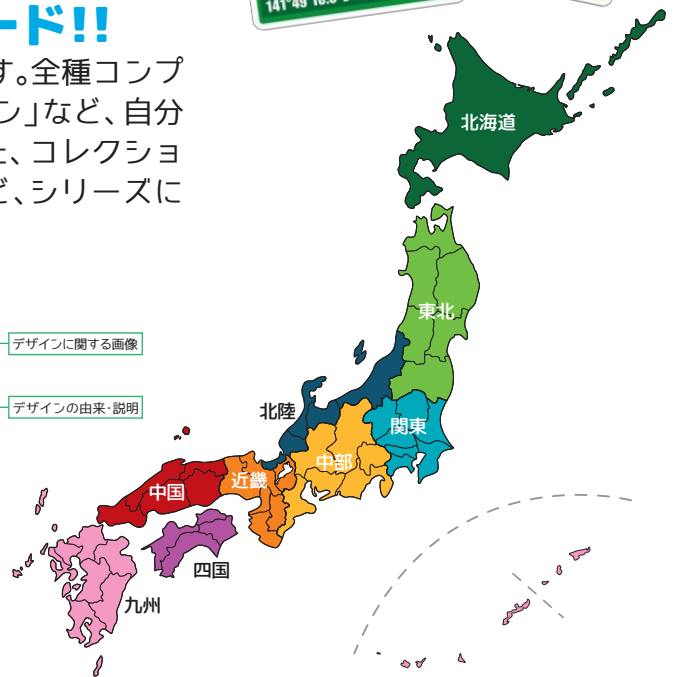 141°49
ード!!
す。全種コンプ
ン」など、自分
、コレクショ
、シリーズに
デザインに関する画像
デザインの由来・説明
北海道
東北
北陸
関東
中部
近畿
中国
四国
九州